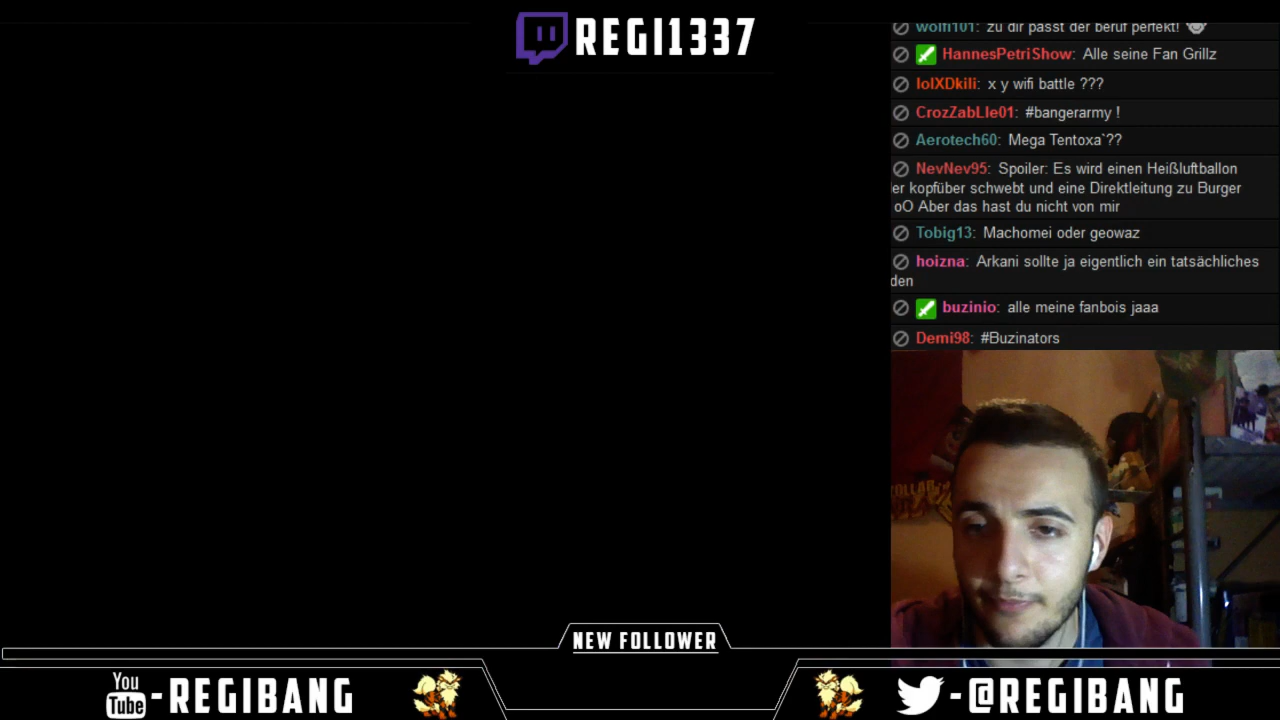 REGI1337
wolfi101: zu dir passt der beruf perfekt!
HannesPetriShow: Alle seine Fan Grillz
lolXDkili: x y wifi battle ???
CrozZabLIe01: #bangerarmy !
Aerotech60: Mega Tentoxa`??
NevNev95: Spoiler: Es wird einen Heißluftballon
er kopfüber schwebt und eine Direktleitung zu Burger
oO Aber das hast du nicht von mir
Tobig13: Machomei oder geowaz
hoizna: Arkani sollte ja eigentlich ein tatsächliches
den
buzinio: alle meine fanbois jaaa
Demi98: #Buzinators
NEW FOLLOWER
You
Tube
-REGIBANG
-@REGIBANG